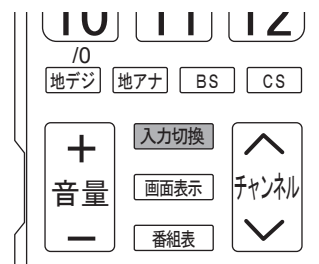 10 11 12
/0
地デジ 地アナ BS CS
入力切換
+ 音量 −
画面表示
チャンネル
番組表